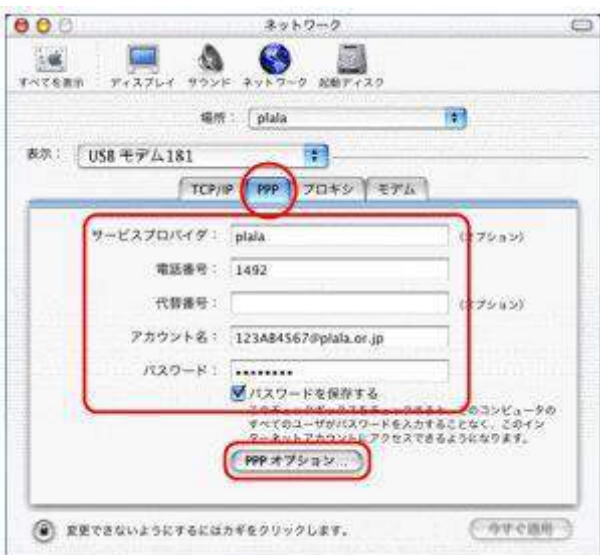 ネットワーク
すべてを表示 ディスプレイ サウンド ネットワーク 起動ディスク
場所： plala
表示： USB モデム181
TCP/IP PPP プロキシ モデム
サービスプロバイダ： plala (オプション)
電話番号： 1492
代替番号： (オプション)
アカウント名： 123AB4567@plala.or.jp
パスワード： ••••••••
パスワードを保存する
このチェックボックスをチェックすると、このコンピュータの
すべてのユーザがパスワードを入力することなく、このイン
ターネットアカウントにアクセスできるようになります。
PPP オプション...
変更できないようにするにはカギをクリックします。 今すぐ適用